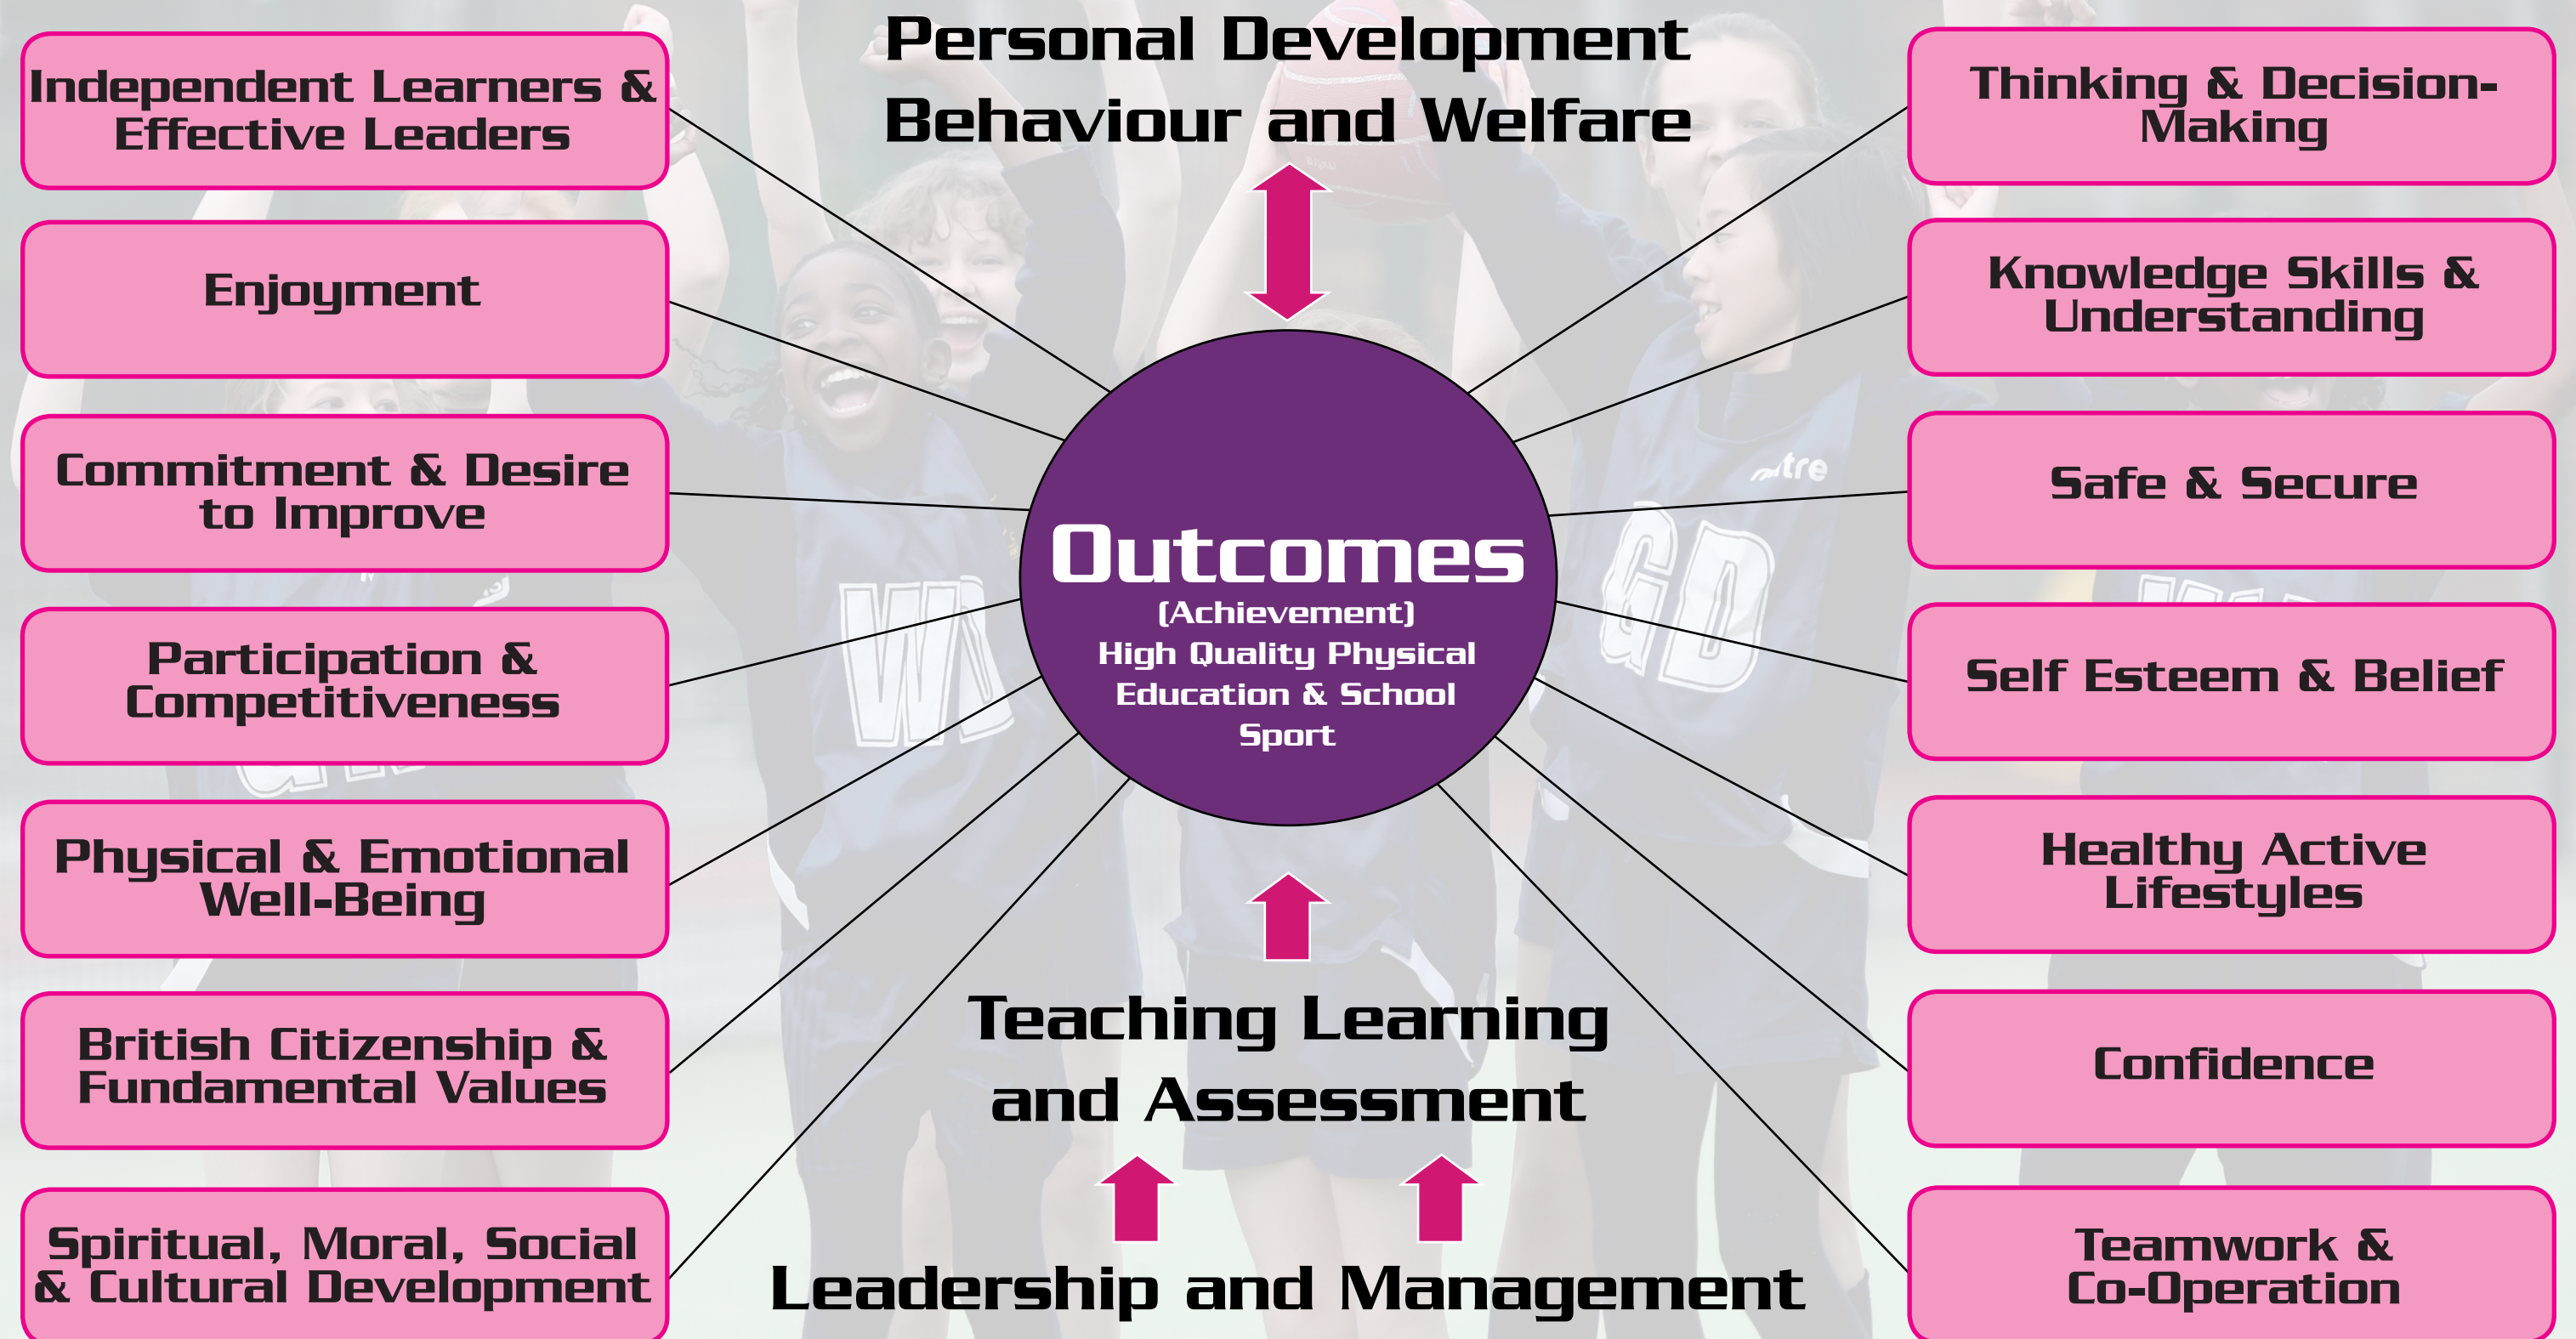 Personal Development
Behaviour and Welfare
Independent Learners &
Effective Leaders
Enjoyment
Commitment & Desire
to Improve
Participation &
Competitiveness
Physical & Emotional
Well-Being
British Citizenship &
Fundamental Values
Spiritual, Moral, Social
& Cultural Development
Outcomes
(Achievement)
High Quality Physical
Education & School
Sport
Teaching Learning
and Assessment
Leadership and Management
Thinking & Decision-
Making
Knowledge Skills &
Understanding
Safe & Secure
Self Esteem & Belief
Healthy Active
Lifestyles
Confidence
Teamwork &
Co-Operation
GD